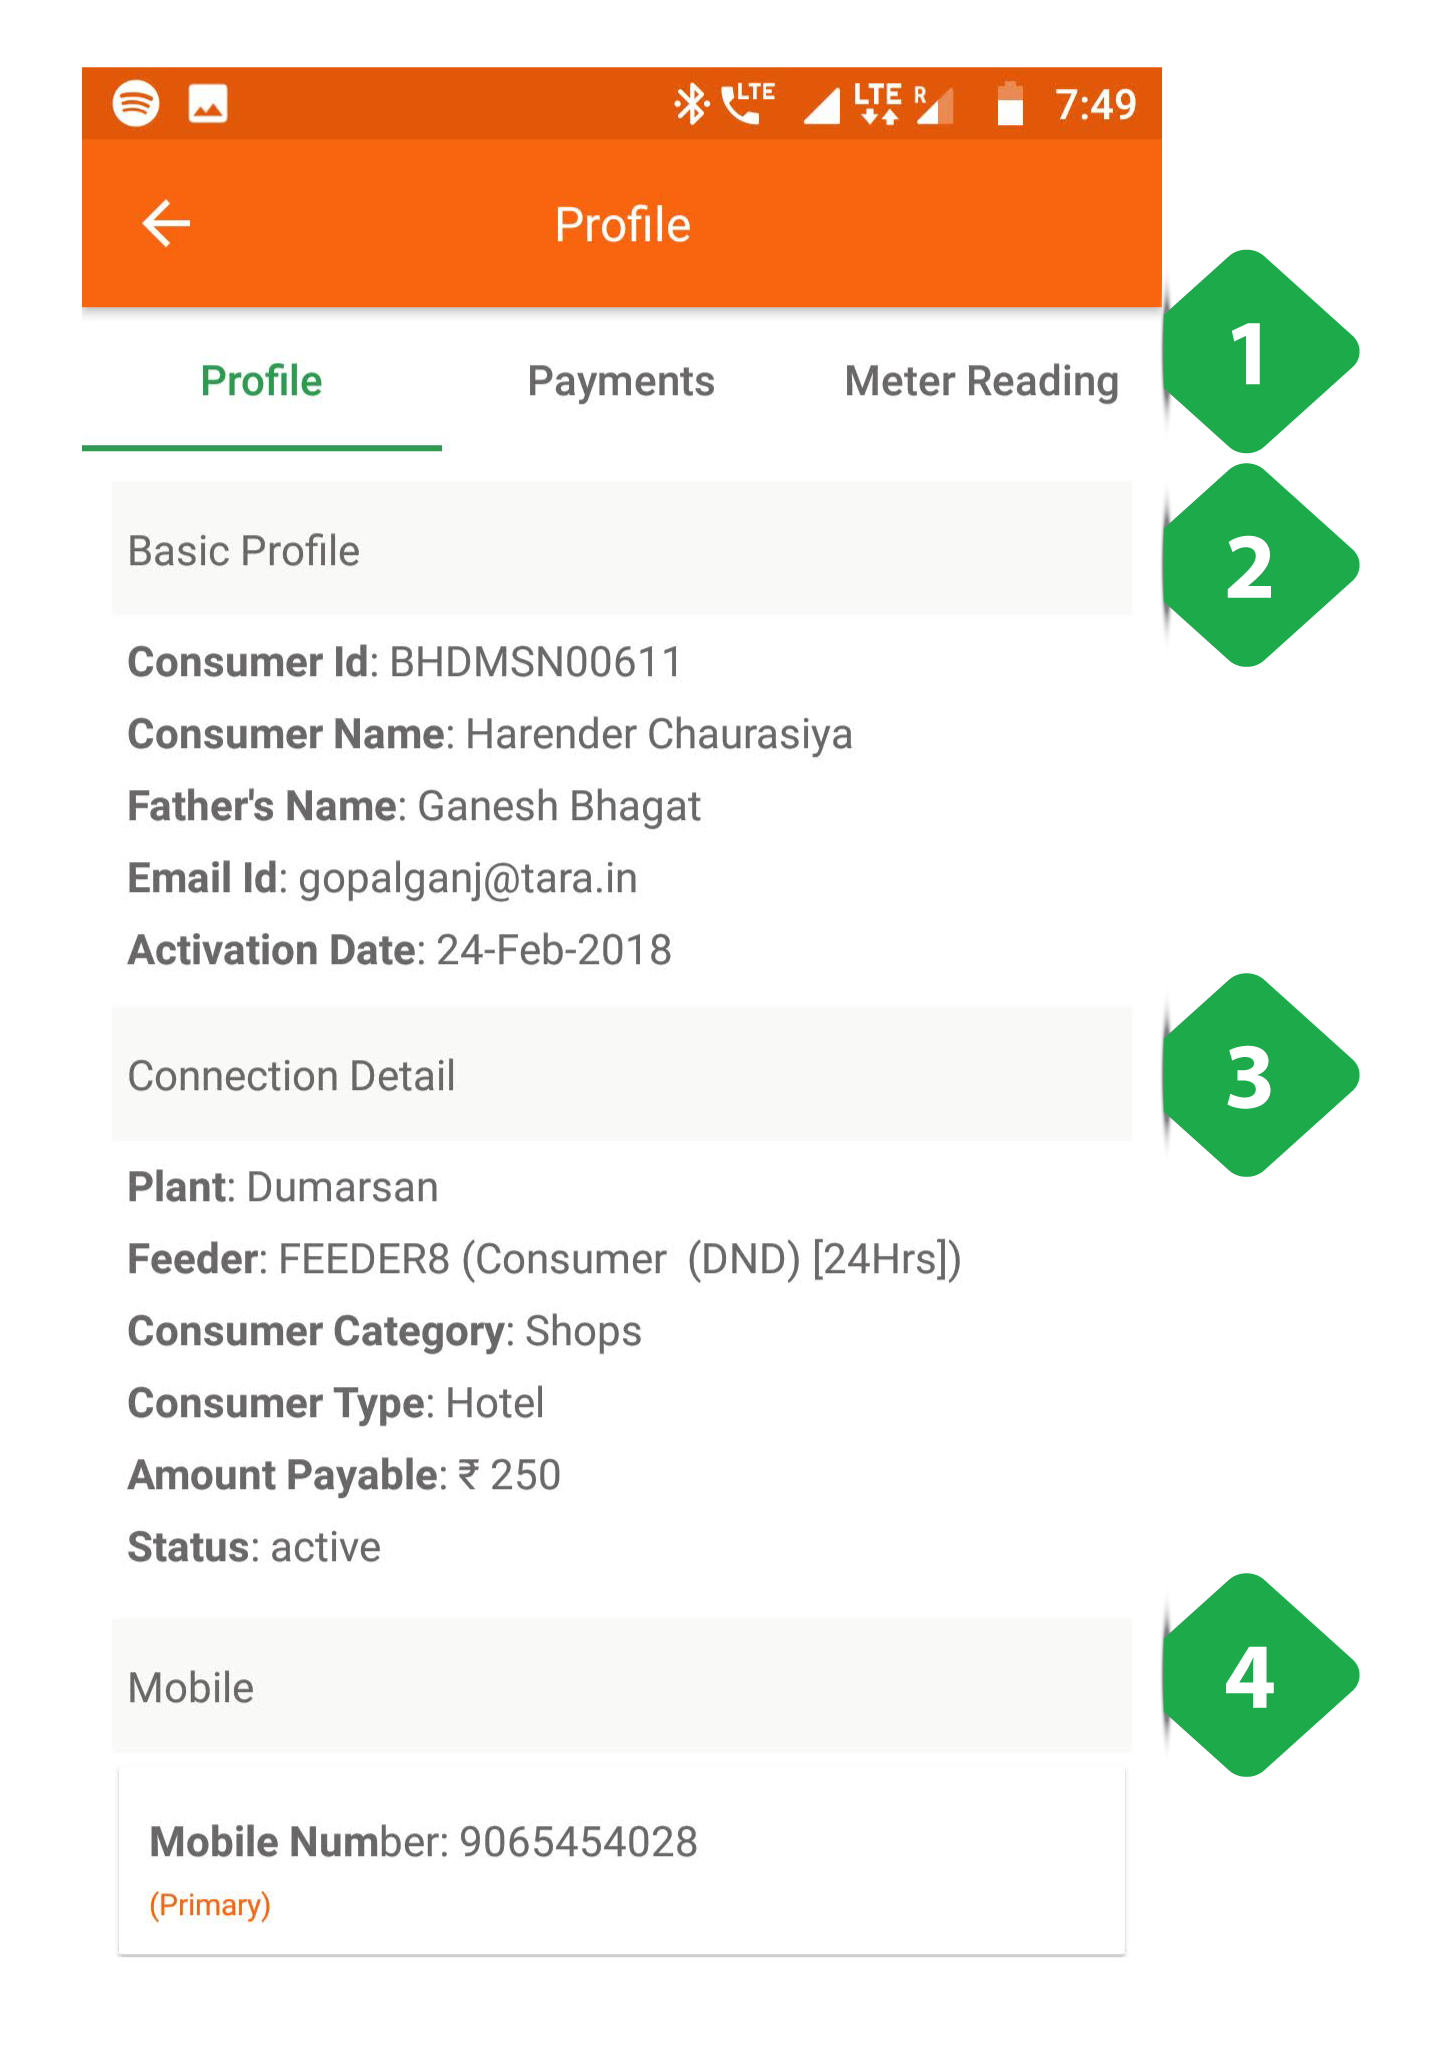 LTE LTE R 7:49
Profile
Profile Payments Meter Reading
1
Basic Profile
2
Consumer Id: BHDMSN00611
Consumer Name: Harender Chaurasiya
Father's Name: Ganesh Bhagat
Email Id: gopalganj@tara.in
Activation Date: 24-Feb-2018
Connection Detail
3
Plant: Dumarsan
Feeder: FEEDER8 (Consumer  (DND) [24Hrs])
Consumer Category: Shops
Consumer Type: Hotel
Amount Payable: ₹ 250
Status: active
Mobile
4
Mobile Number: 9065454028
(Primary)